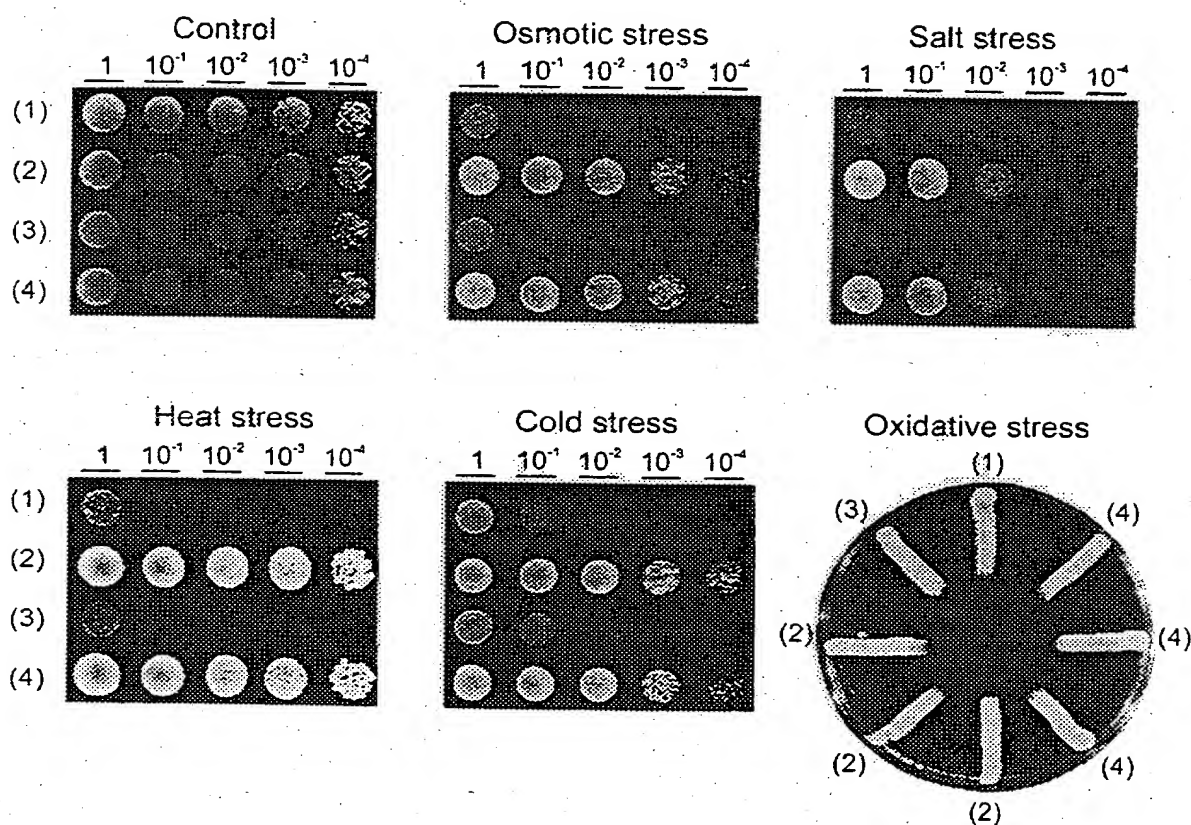 Control
Osmotic stress
Salt stress
1 10⁻¹ 10⁻² 10⁻³ 10⁻⁴
1 10⁻¹ 10⁻² 10⁻³ 10⁻⁴
1 10⁻¹ 10⁻² 10⁻³ 10⁻⁴
(1)
(2)
(3)
(4)
Heat stress
Cold stress
Oxidative stress
1 10⁻¹ 10⁻² 10⁻³ 10⁻⁴
1 10⁻¹ 10⁻² 10⁻³ 10⁻⁴
(1)
(2)
(3)
(4)
(1)
(3)
(4)
(2)
(4)
(2)
(4)
(2)